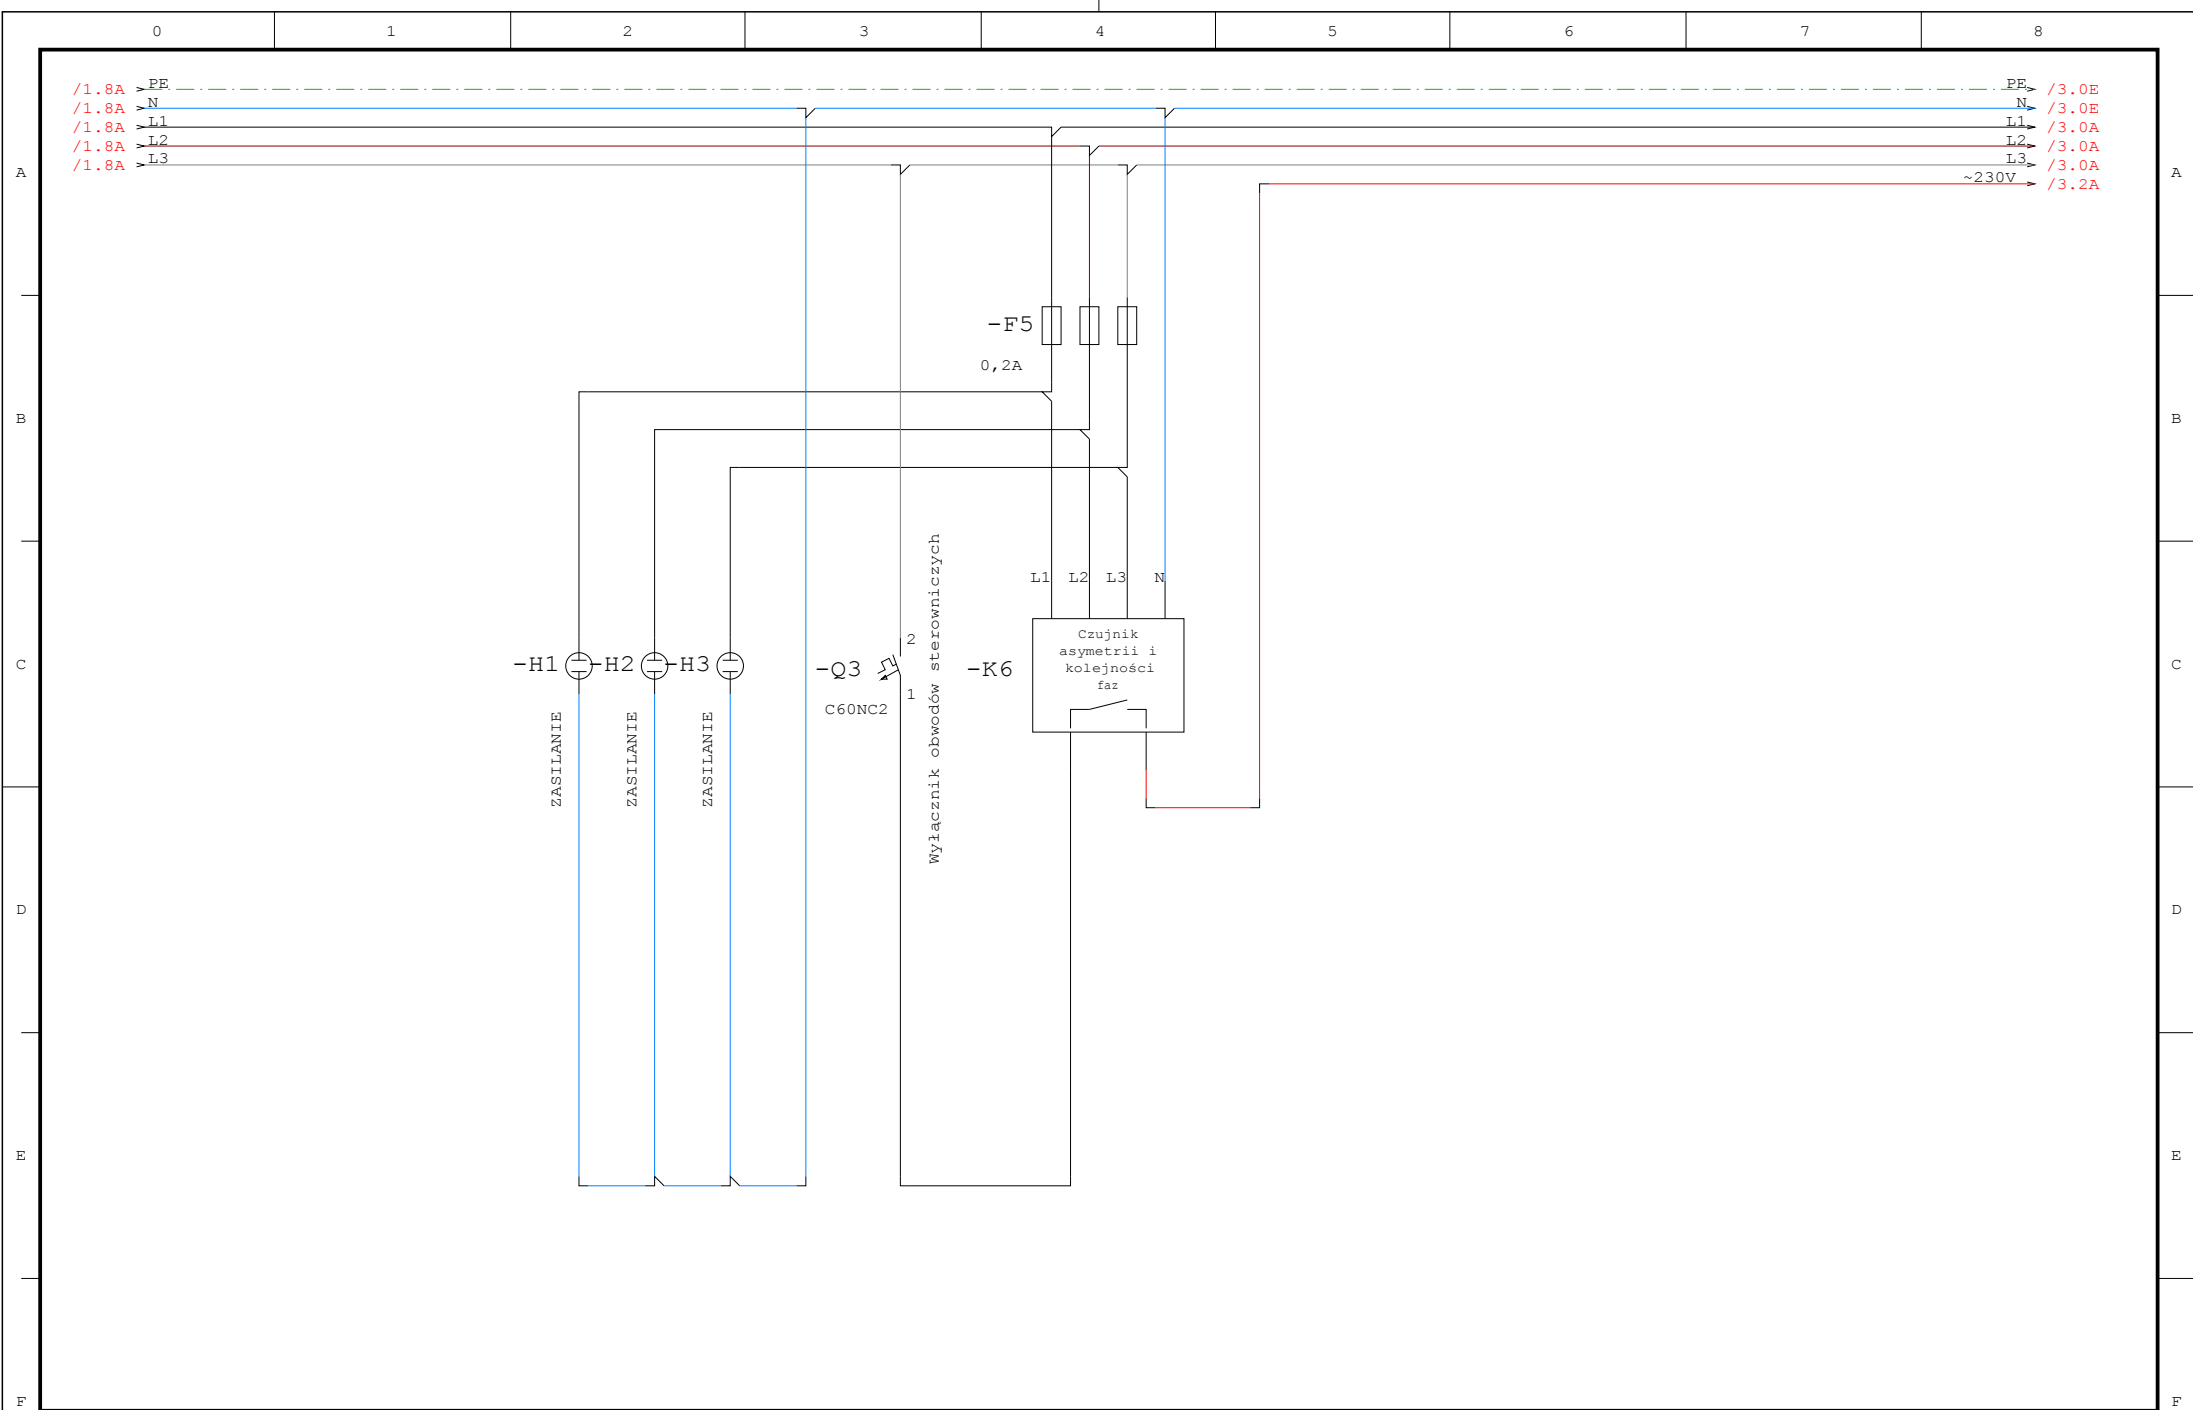 0 1 2 3 4 5 6 7 8
/1.8A PE PE /3.0E
/1.8A N N /3.0E
/1.8A L1 L1 /3.0A
/1.8A L2 L2 /3.0A
/1.8A L3 L3 /3.0A
~230V /3.2A
A A
-F5
0,2A
B B
L1 L2 L3 N
-H1 -H2 -H3
ZASILANIE
ZASILANIE
ZASILANIE
-Q3
2
1
C60NC2
Wyłącznik obwodów sterowniczych
-K6
Czujnik
asymetrii i
kolejności
faz
C C
D D
E E
F F